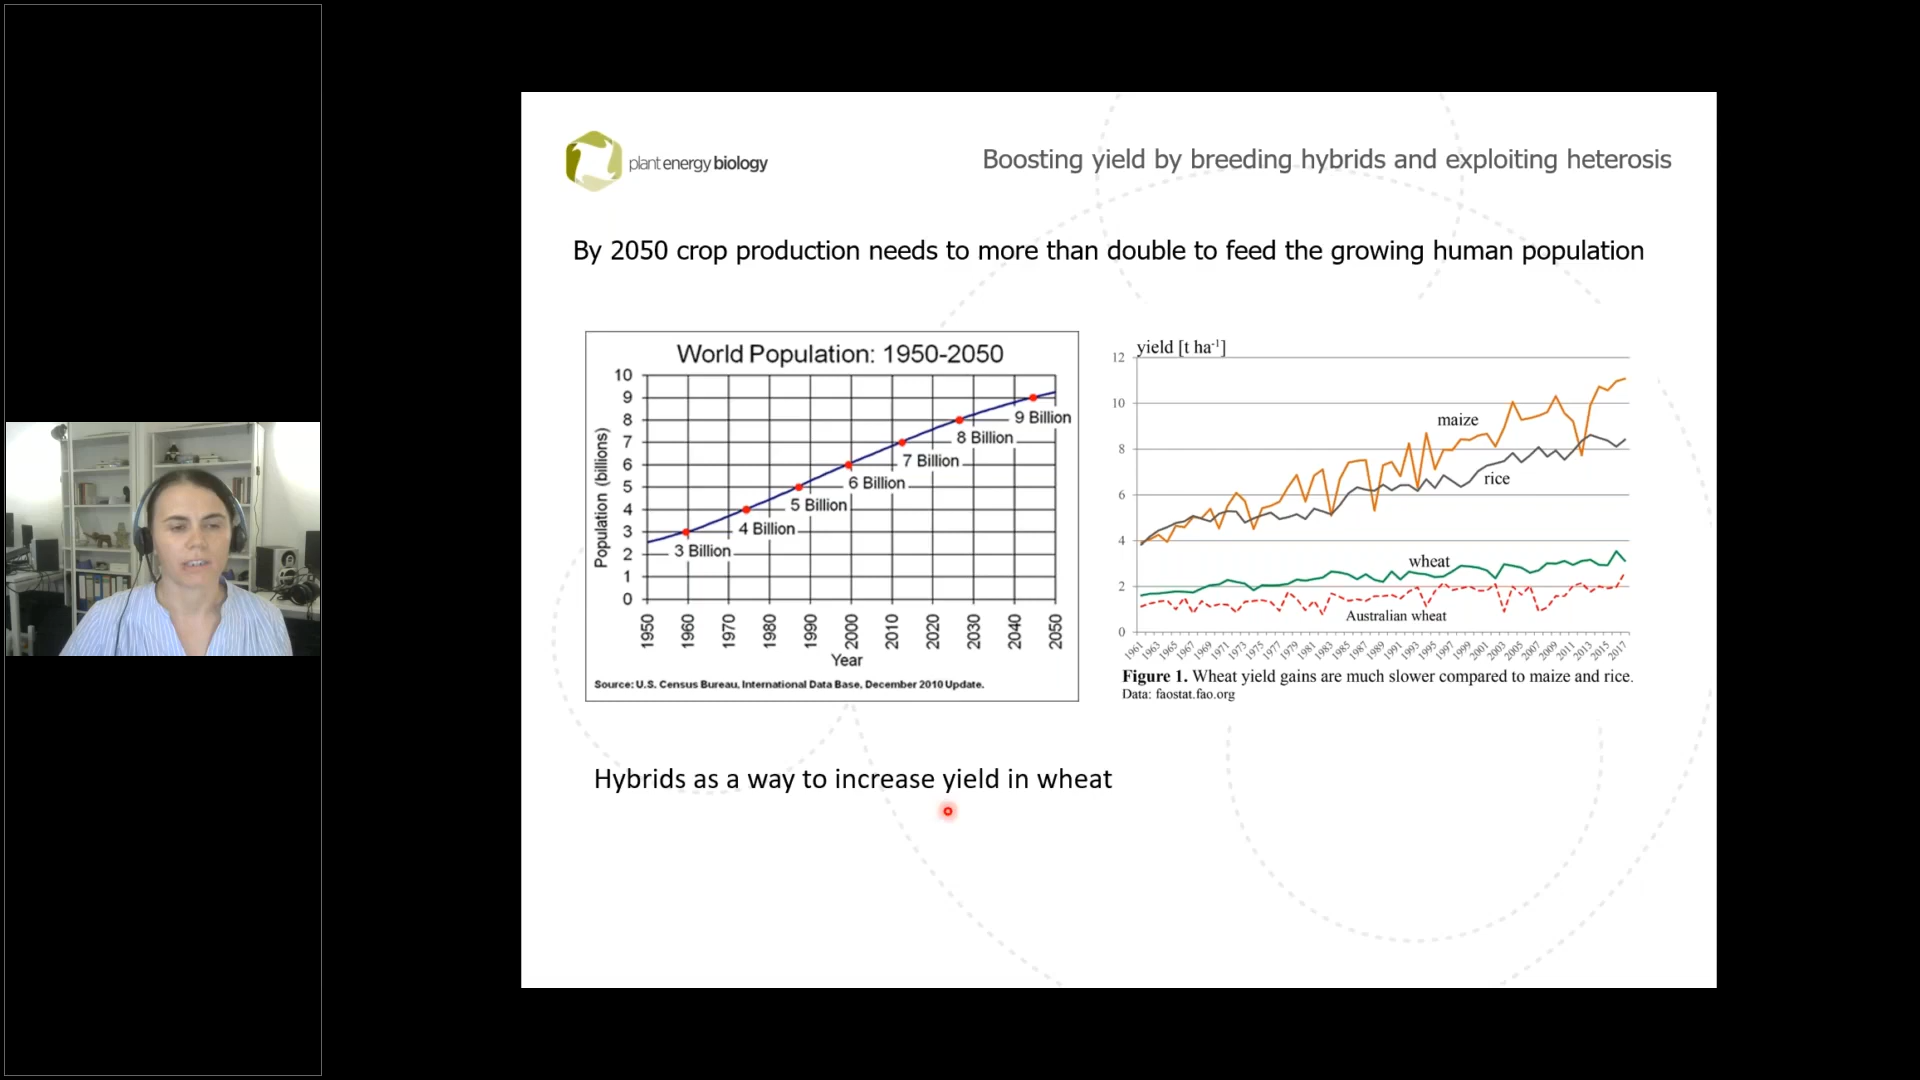 plant energy biology
Boosting yield by breeding hybrids and exploiting heterosis
By 2050 crop production needs to more than double to feed the growing human population
World Population: 1950-2050
Population (billions)
10
9
8
7
6
5
4
3
2
1
0
9 Billion
8 Billion
7 Billion
6 Billion
5 Billion
4 Billion
3 Billion
1950 1960 1970 1980 1990 2000 2010 2020 2030 2040 2050
Year
Source: U.S. Census Bureau, International Data Base, December 2010 Update.
yield [t ha-1]
12
10
8
6
4
2
0
maize
rice
wheat
Australian wheat
1961 1963 1965 1967 1969 1971 1973 1975 1977 1979 1981 1983 1985 1987 1989 1991 1993 1995 1997 1999 2001 2003 2005 2007 2009 2011 2013 2015 2017
Figure 1. Wheat yield gains are much slower compared to maize and rice.
Data: faostat.fao.org
Hybrids as a way to increase yield in wheat